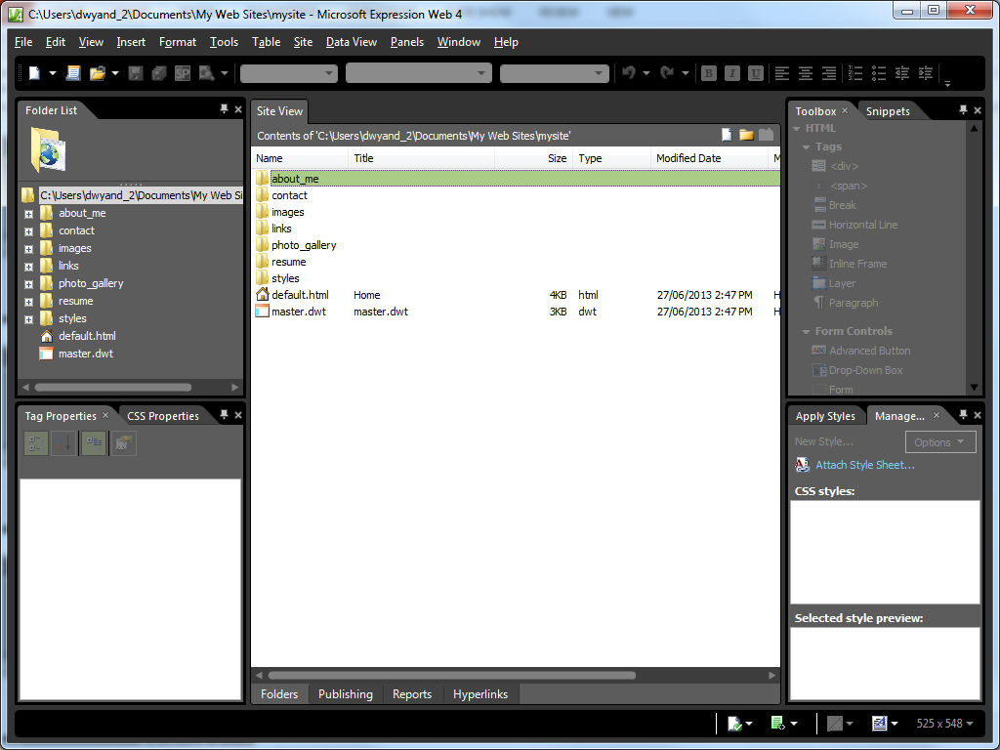 C:\Users\dwyand_2\Documents\My Web Sites\mysite - Microsoft Expression Web 4
File Edit View Insert Format Tools Table Site Data View Panels Window Help
SP B I U
Folder List
C:\Users\dwyand_2\Documents\My Web Si
about_me
contact
images
links
photo_gallery
resume
styles
default.html
master.dwt
Tag Properties CSS Properties
Site View
Contents of 'C:\Users\dwyand_2\Documents\My Web Sites\mysite'
Name Title Size Type Modified Date M
about_me
contact
images
links
photo_gallery
resume
styles
default.html Home 4KB html 27/06/2013 2:47 PM H
master.dwt master.dwt 3KB dwt 27/06/2013 2:47 PM H
Folders Publishing Reports Hyperlinks
Toolbox Snippets
HTML
Tags
<div>
<span>
Break
Horizontal Line
Image
Inline Frame
Layer
Paragraph
Form Controls
Advanced Button
Drop-Down Box
Form
Apply Styles Manage...
New Style... Options
Attach Style Sheet...
CSS styles:
Selected style preview:
525 x 548